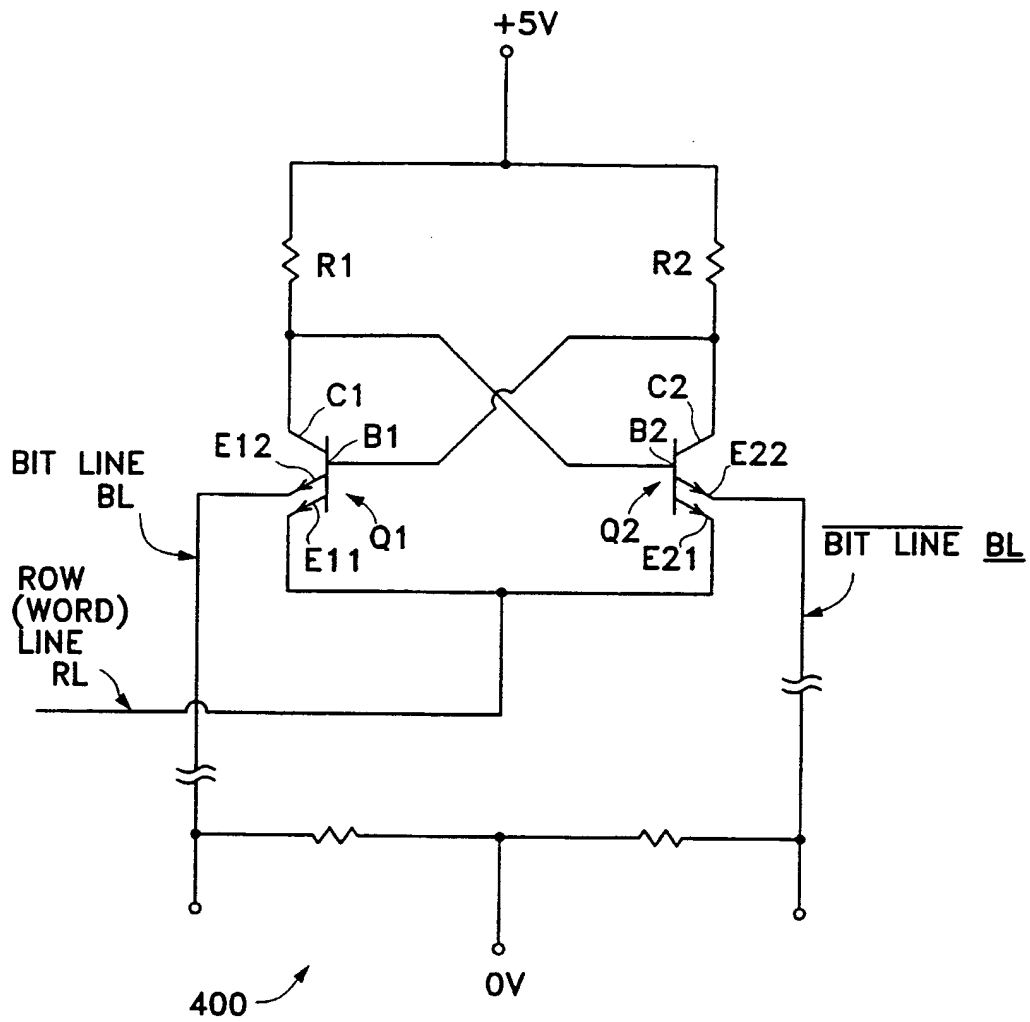 +5V
R1
R2
C1
C2
B1
B2
E12
E22
BIT LINE
BL
Q1
Q2
E11
E21
BIT LINE BL
ROW
(WORD)
LINE
RL
0V
400